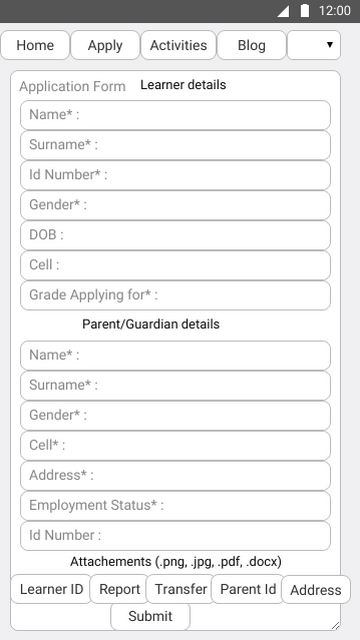 12:00
Home Apply Activities Blog
Application Form Learner details
Name* :
Surname* :
Id Number* :
Gender* :
DOB :
Cell :
Grade Applying for* :
Parent/Guardian details
Name* :
Surname* :
Gender* :
Cell* :
Address* :
Employment Status* :
Id Number :
Attachements (.png, .jpg, .pdf, .docx)
Learner ID Report Transfer Parent Id Address
Submit